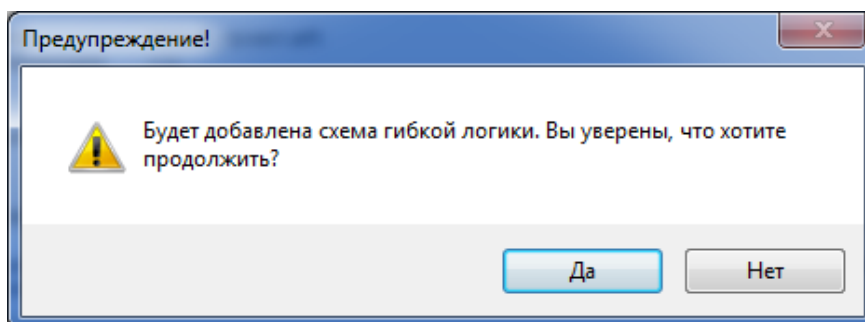 Предупреждение!
Будет добавлена схема гибкой логики. Вы уверены, что хотите
продолжить?
Да
Нет